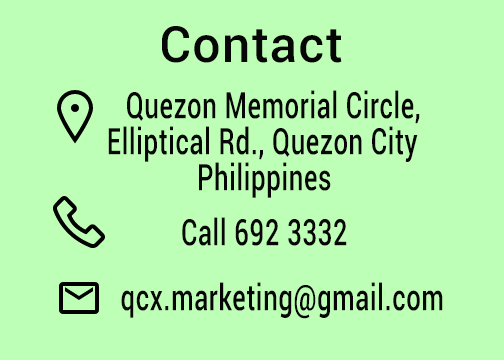 Contact
Quezon Memorial Circle,
Elliptical Rd., Quezon City
Philippines
Call 692 3332
qcx.marketing@gmail.com